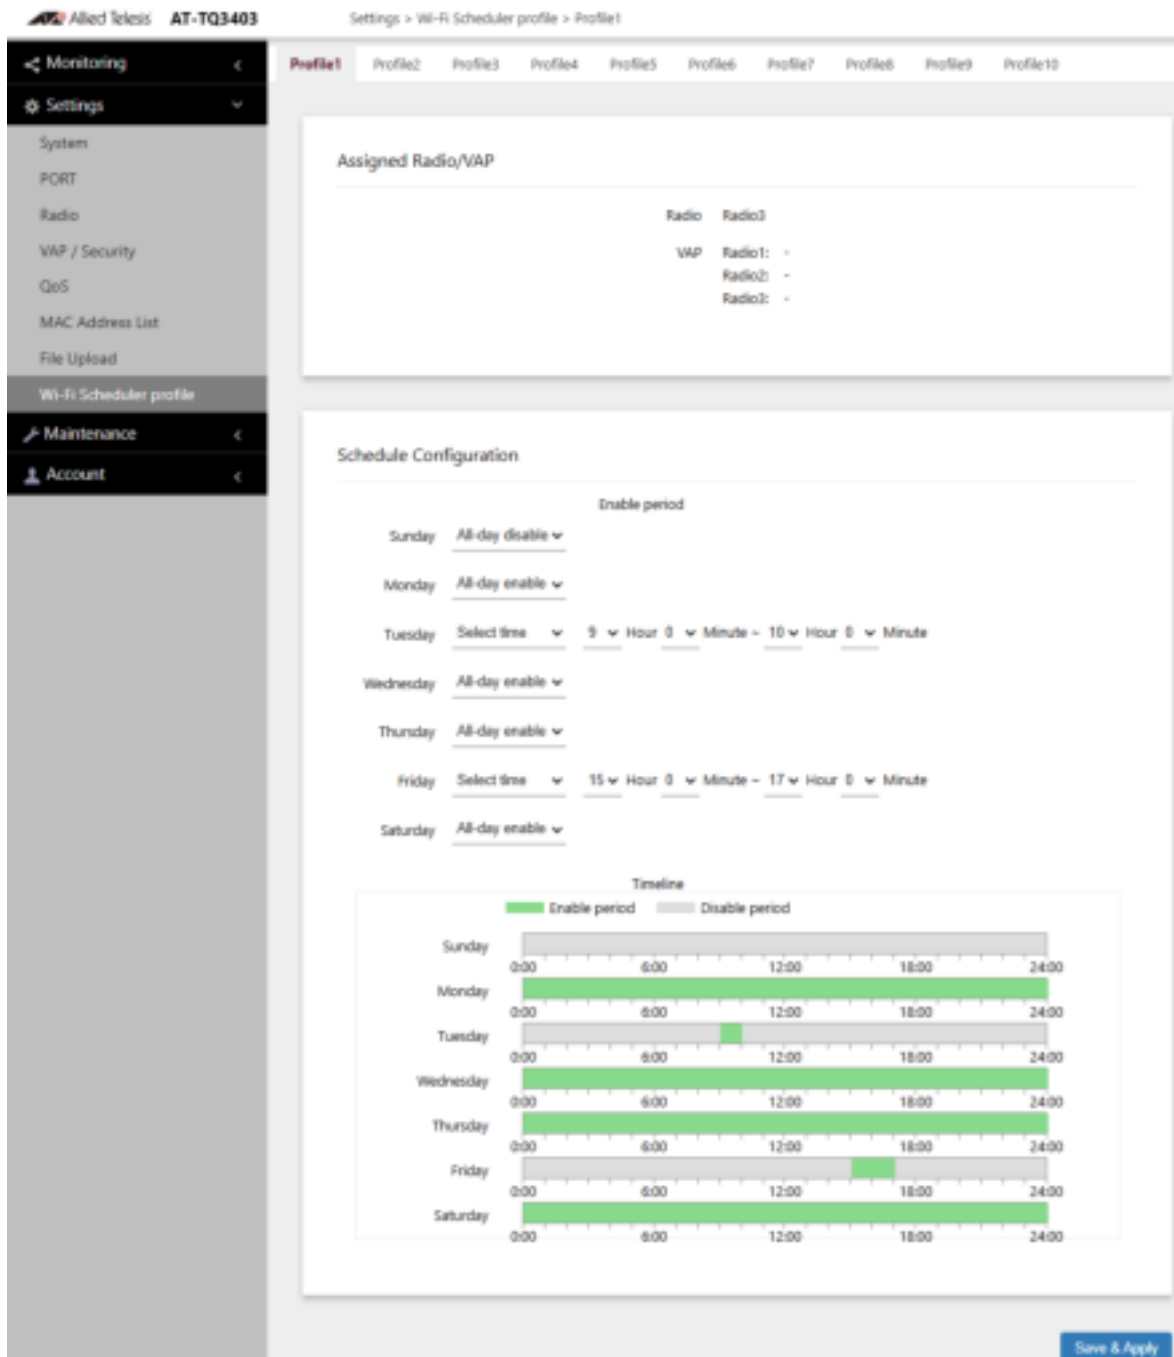 Allied Telesis AT-TQ3403 Settings > Wi-Fi Scheduler profile > Profile1
Monitoring
Settings
System
PORT
Radio
VAP / Security
QoS
MAC Address List
File Upload
Wi-Fi Scheduler profile
Maintenance
Account
Profile1 Profile2 Profile3 Profile4 Profile5 Profile6 Profile7 Profile8 Profile9 Profile10
Assigned Radio/VAP
Radio Radio3
VAP Radio1: -
Radio2: -
Radio3: -
Schedule Configuration
Enable period
Sunday All-day disable
Monday All-day enable
Tuesday Select time 9 Hour 0 Minute ~ 10 Hour 0 Minute
Wednesday All-day enable
Thursday All-day enable
Friday Select time 15 Hour 0 Minute ~ 17 Hour 0 Minute
Saturday All-day enable
Timeline
Enable period Disable period
Sunday
0:00 6:00 12:00 18:00 24:00
Monday
0:00 6:00 12:00 18:00 24:00
Tuesday
0:00 6:00 12:00 18:00 24:00
Wednesday
0:00 6:00 12:00 18:00 24:00
Thursday
0:00 6:00 12:00 18:00 24:00
Friday
0:00 6:00 12:00 18:00 24:00
Saturday
0:00 6:00 12:00 18:00 24:00
Save & Apply